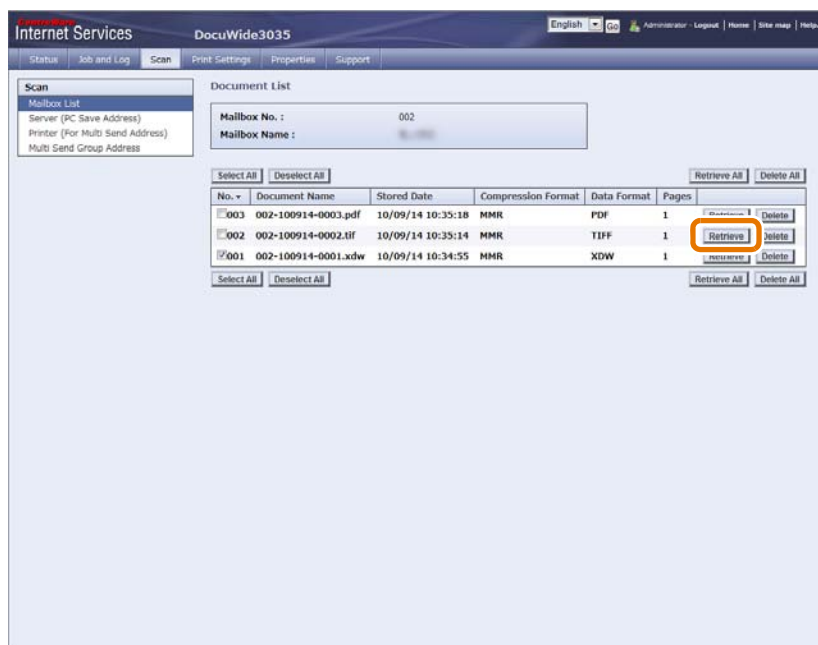 CentreWare
Internet Services
DocuWide3035
English Go Administrator - Logout | Home | Site map | Help
Status Job and Log Scan Print Settings Properties Support
Scan
Mailbox List
Server (PC Save Address)
Printer (For Multi Send Address)
Multi Send Group Address
Document List
Mailbox No. : 002
Mailbox Name :
Select All Deselect All Retrieve All Delete All
No. Document Name Stored Date Compression Format Data Format Pages
003 002-100914-0003.pdf 10/09/14 10:35:18 MMR PDF 1 Retrieve Delete
002 002-100914-0002.tif 10/09/14 10:35:14 MMR TIFF 1 Retrieve Delete
001 002-100914-0001.xdw 10/09/14 10:34:55 MMR XDW 1 Retrieve Delete
Select All Deselect All Retrieve All Delete All